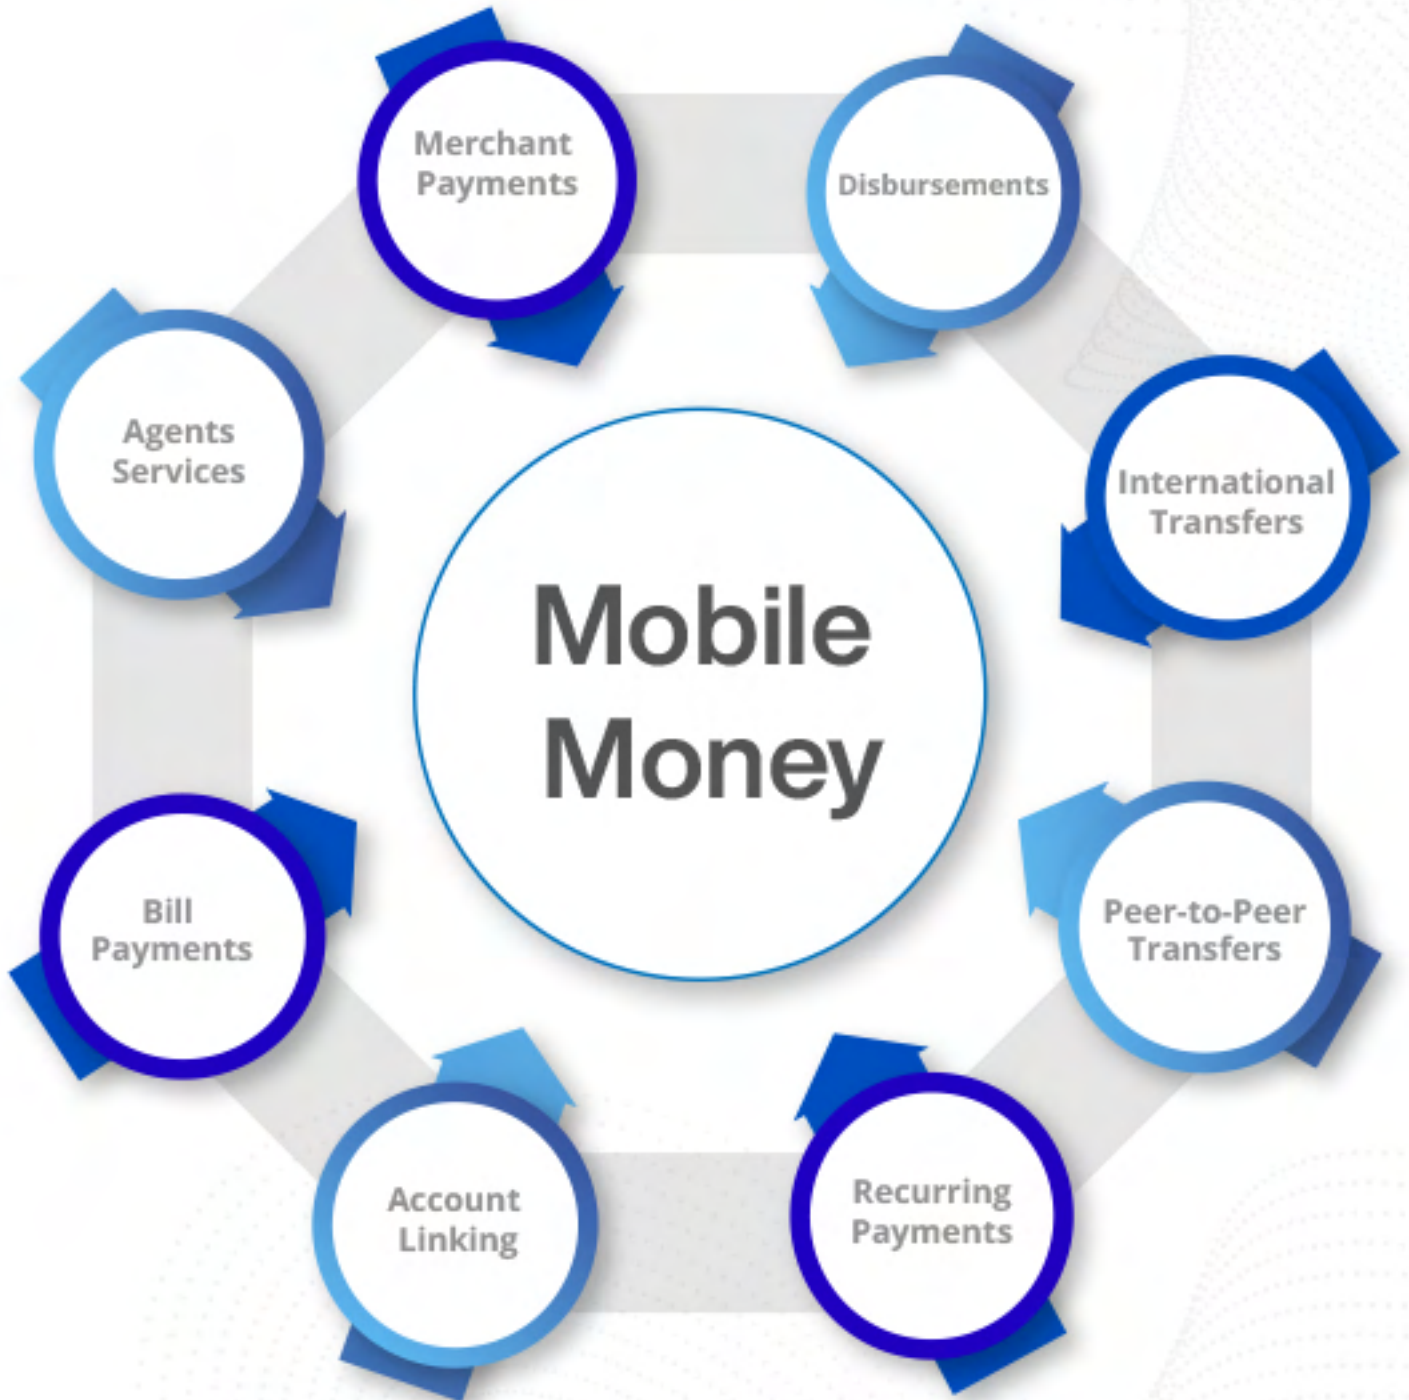 Merchant
Payments
Disbursements
Agents
Services
International
Transfers
Mobile
Money
Bill
Payments
Peer-to-Peer
Transfers
Account
Linking
Recurring
Payments